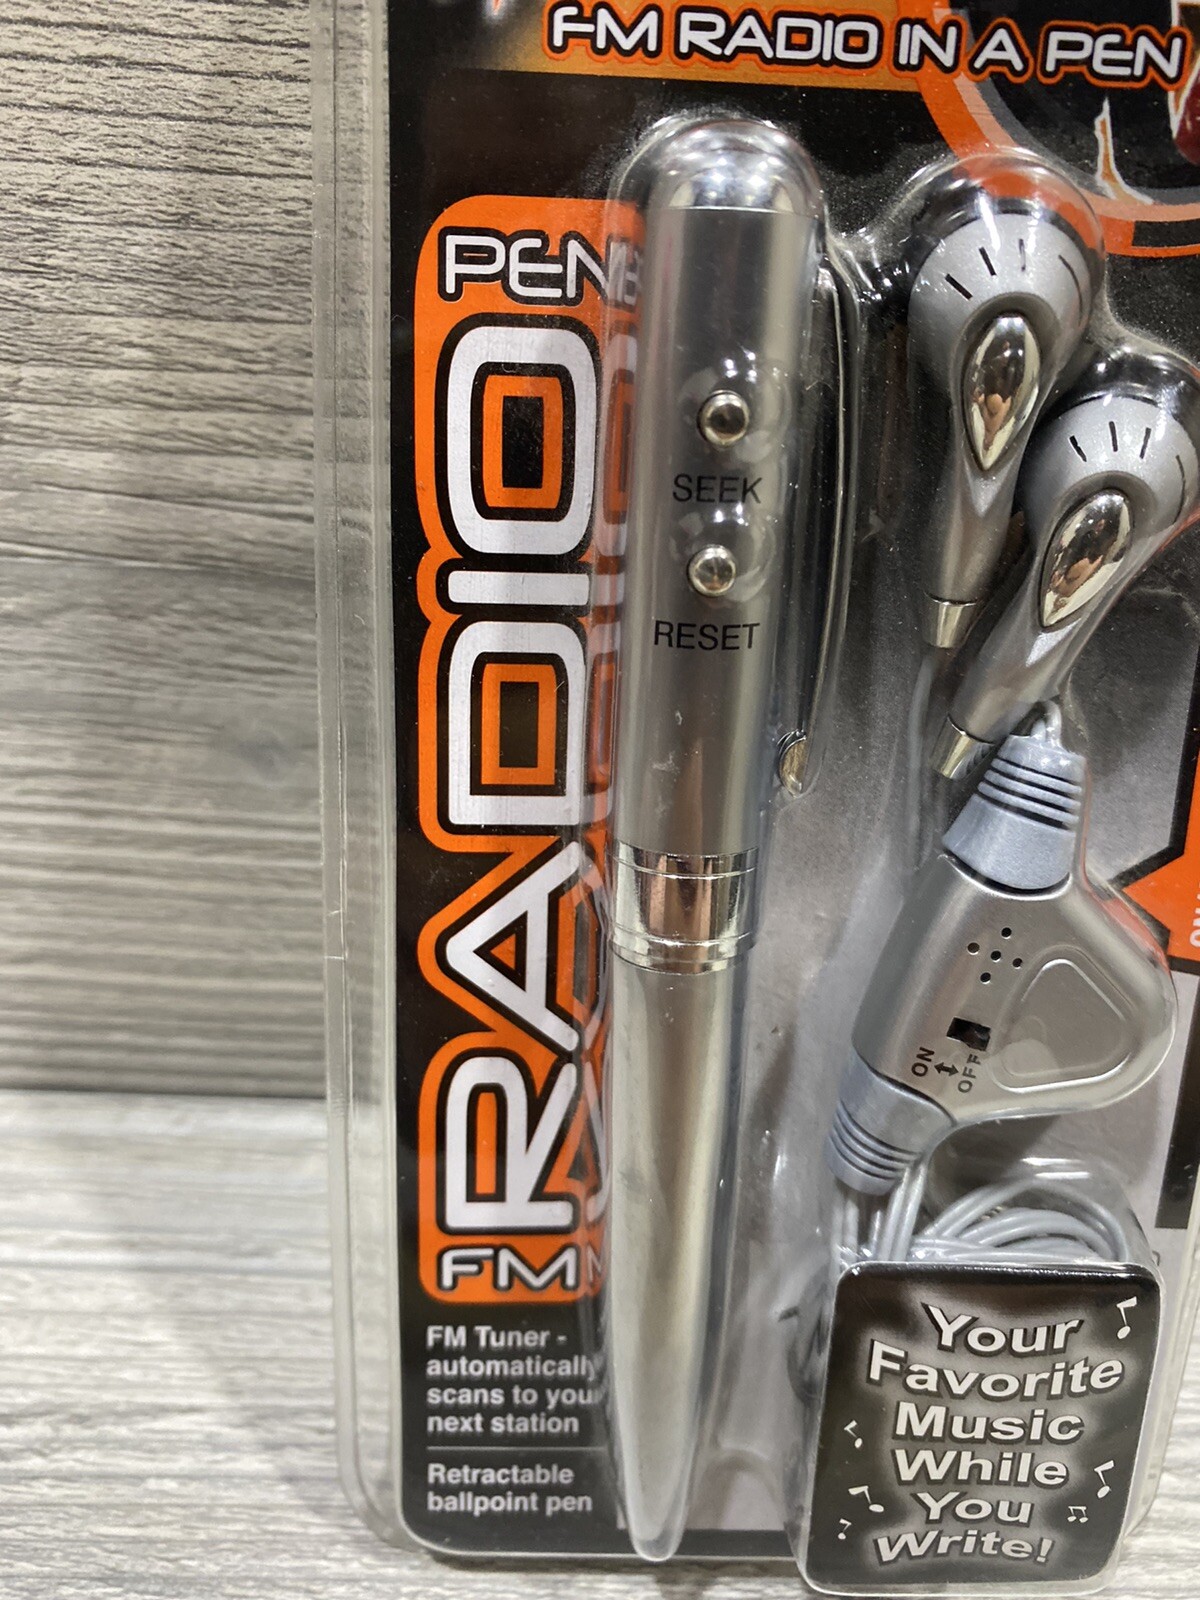 FM RADIO IN A PEN
FM RADIO PEN
SEEK
RESET
ON
OFF
FM Tuner -
automatically
scans to your
next station
Retractable
ballpoint pen
Your
Favorite
Music
While
You
Write!